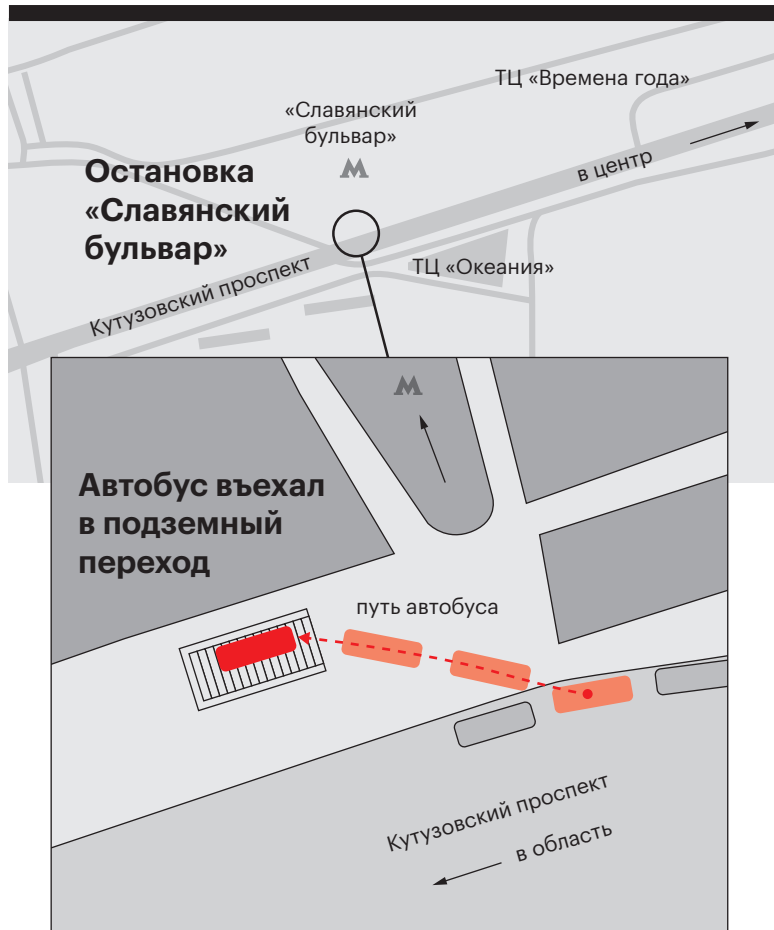 ТЦ «Времена года»
«Славянский
бульвар»
М
в центр
Остановка
«Славянский
бульвар»
ТЦ «Океания»
Кутузовский проспект
М
Автобус въехал
в подземный
переход
путь автобуса
Кутузовский проспект
в область